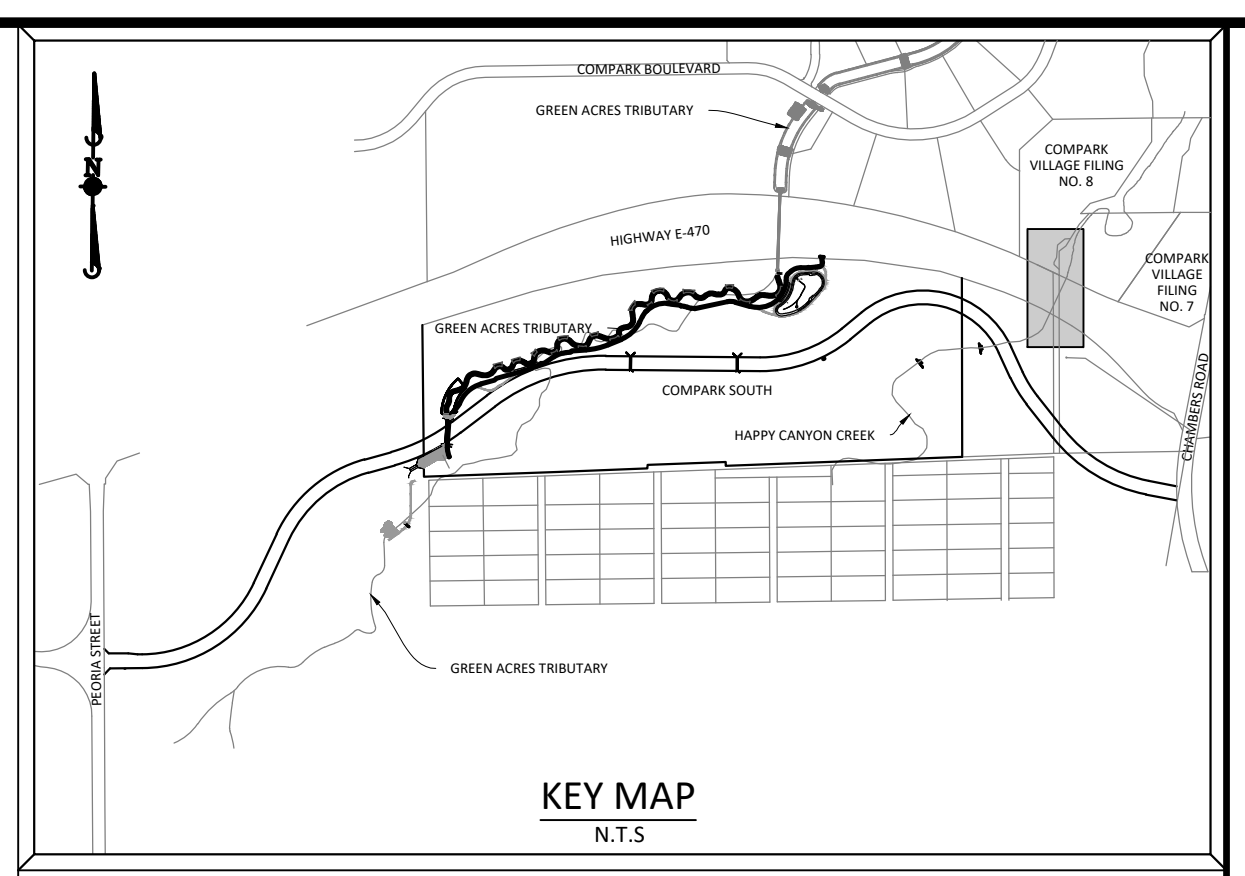 COMPARK BOULEVARD
GREEN ACRES TRIBUTARY
N
COMPARK
VILLAGE FILING
NO. 8
HIGHWAY E-470
COMPARK
VILLAGE
FILING
NO. 7
GREEN ACRES TRIBUTARY
COMPARK SOUTH
CHAMBERS ROAD
HAPPY CANYON CREEK
PEORIA STREET
GREEN ACRES TRIBUTARY
KEY MAP
N.T.S